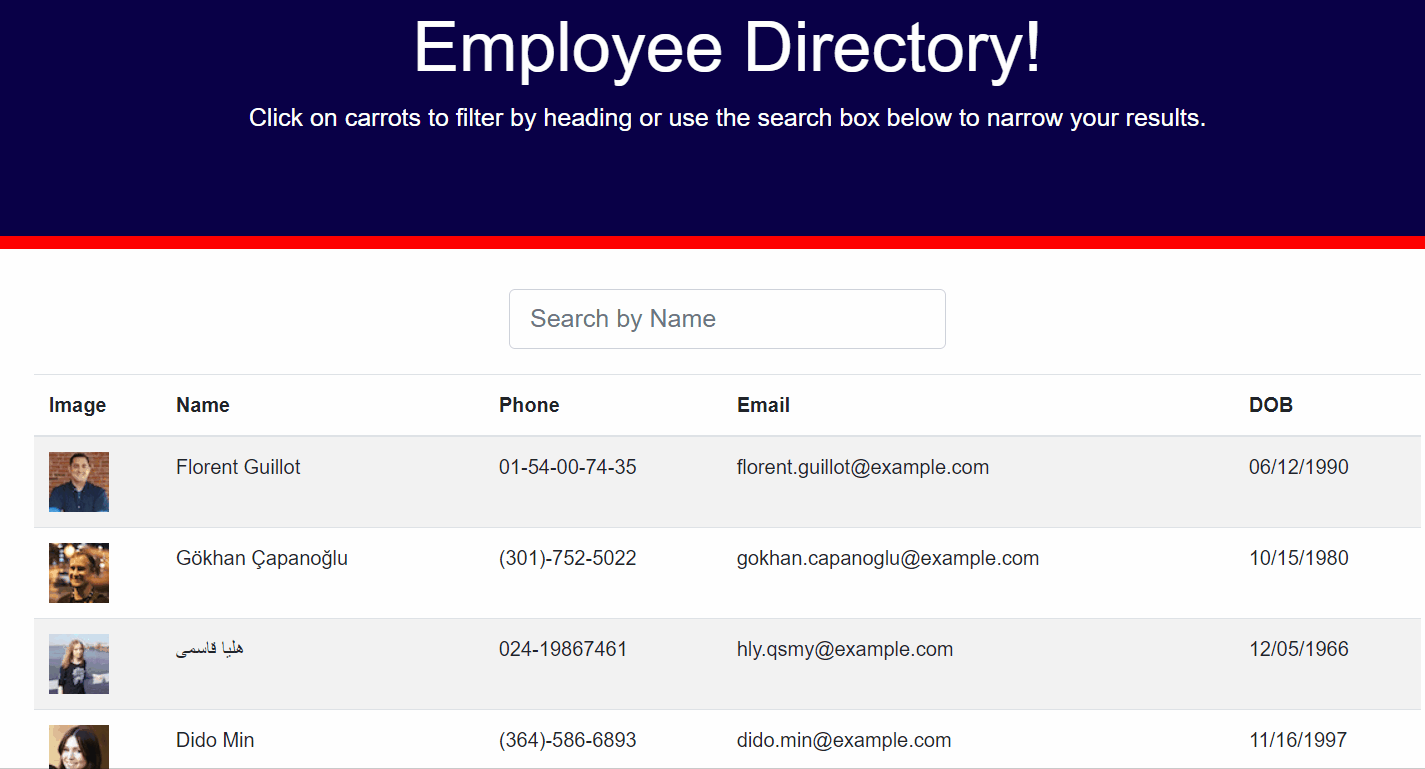 Employee Directory!
Click on carrots to filter by heading or use the search box below to narrow your results.
Search by Name
Image Name Phone Email DOB
Florent Guillot 01-54-00-74-35 florent.guillot@example.com 06/12/1990
Gökhan Çapanoğlu (301)-752-5022 gokhan.capanoglu@example.com 10/15/1980
هلیا قاسمی 024-19867461 hly.qsmy@example.com 12/05/1966
Dido Min (364)-586-6893 dido.min@example.com 11/16/1997